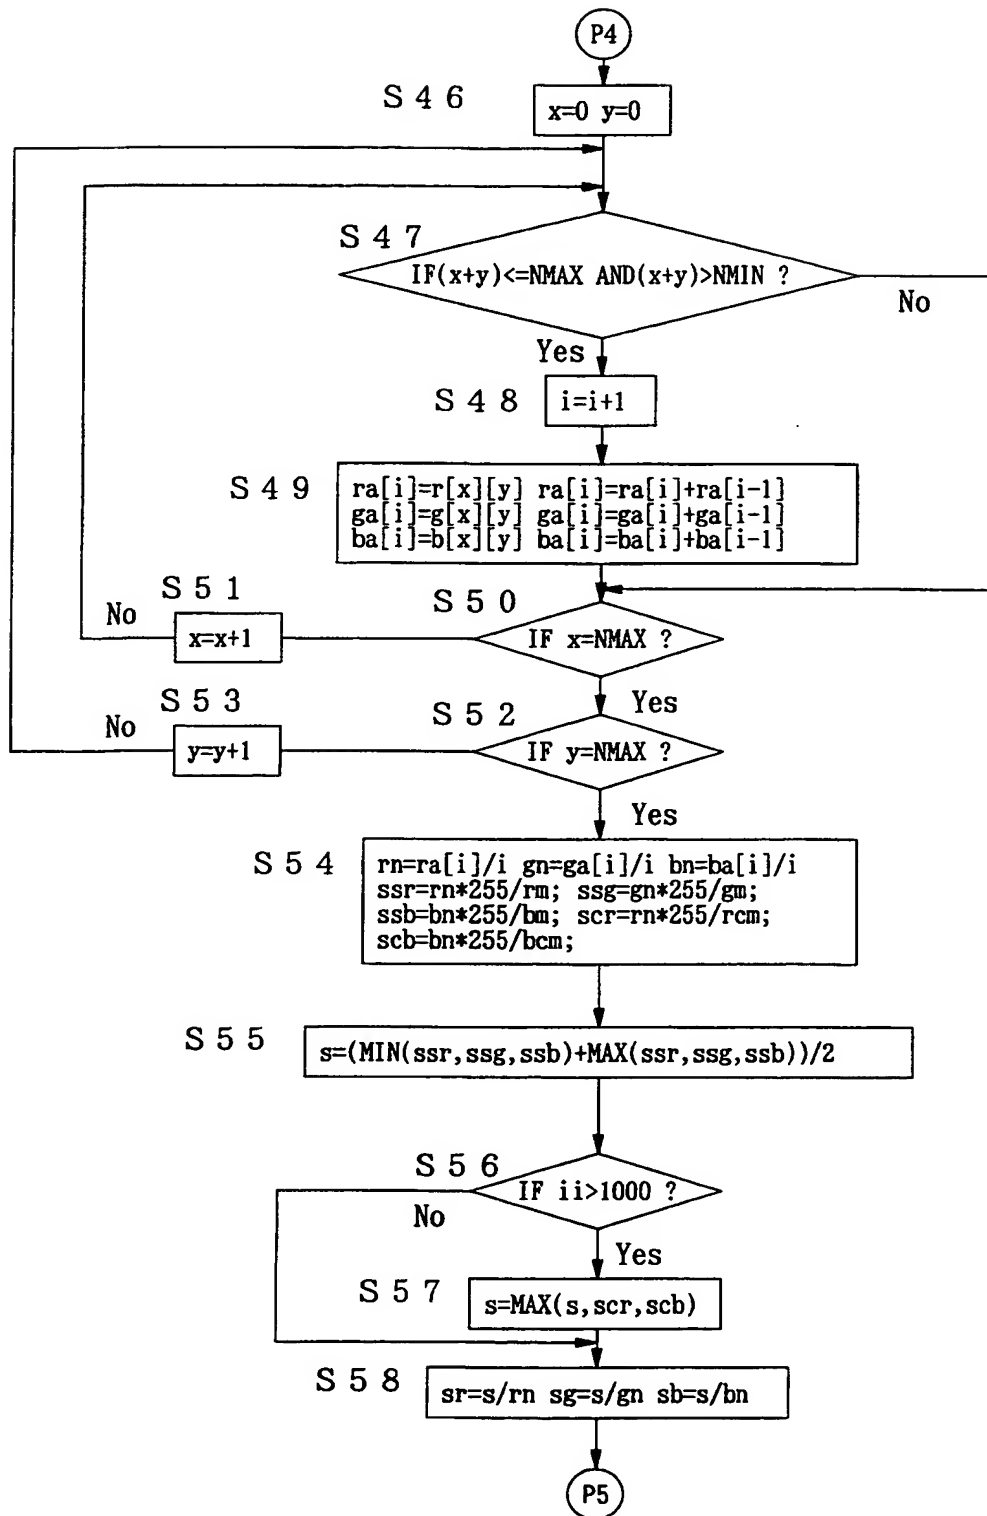 P4
S46
x=0 y=0
S47
IF(x+y)<=NMAX AND(x+y)>NMIN ?
No
Yes
S48
i=i+1
S49
ra[i]=r[x][y] ra[i]=ra[i]+ra[i-1]
ga[i]=g[x][y] ga[i]=ga[i]+ga[i-1]
ba[i]=b[x][y] ba[i]=ba[i]+ba[i-1]
S51
S50
No
x=x+1
IF x=NMAX ?
Yes
S53
S52
No
y=y+1
IF y=NMAX ?
Yes
S54
rn=ra[i]/i gn=ga[i]/i bn=ba[i]/i
ssr=rn*255/rm; ssg=gn*255/gm;
ssb=bn*255/bm; scr=rn*255/rcm;
scb=bn*255/bcm;
S55
s=(MIN(ssr,ssg,ssb)+MAX(ssr,ssg,ssb))/2
S56
IF ii>1000 ?
No
Yes
S57
s=MAX(s,scr,scb)
S58
sr=s/rn sg=s/gn sb=s/bn
P5